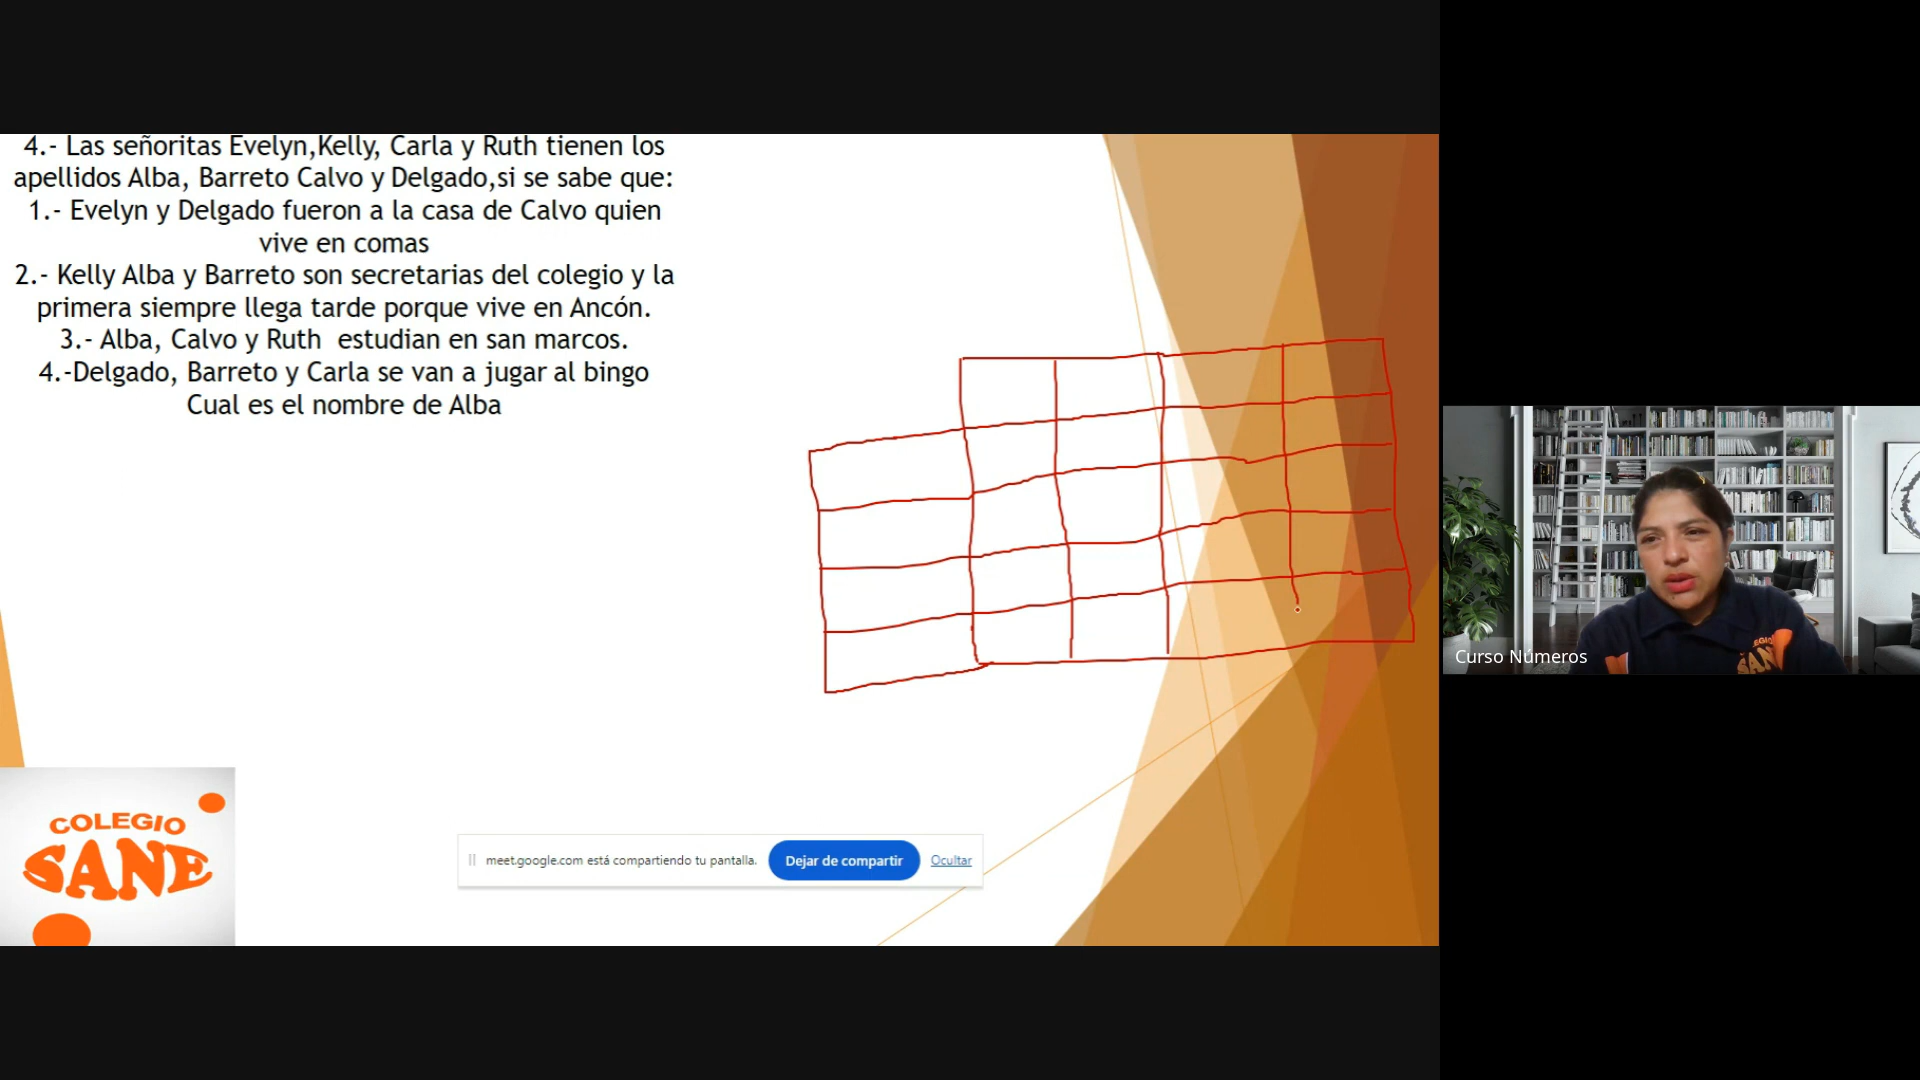 4.- Las señoritas Evelyn,Kelly, Carla y Ruth tienen los
apellidos Alba, Barreto Calvo y Delgado,si se sabe que:
1.- Evelyn y Delgado fueron a la casa de Calvo quien
vive en comas
2.- Kelly Alba y Barreto son secretarias del colegio y la
primera siempre llega tarde porque vive en Ancón.
3.- Alba, Calvo y Ruth estudian en san marcos.
4.-Delgado, Barreto y Carla se van a jugar al bingo
Cual es el nombre de Alba
Curso Números
COLEGIO
SANE
meet.google.com está compartiendo tu pantalla. Dejar de compartir Ocultar